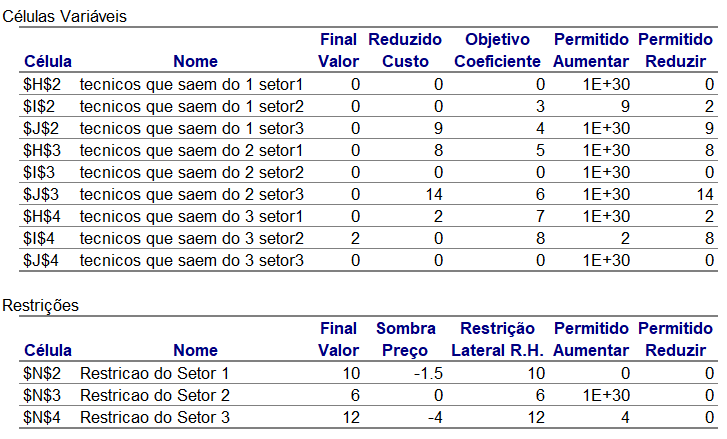 Células Variáveis
Final Reduzido Objetivo Permitido Permitido
Célula Nome Valor Custo Coeficiente Aumentar Reduzir
$H$2 tecnicos que saem do 1 setor1 0 0 0 1E+30 0
$I$2 tecnicos que saem do 1 setor2 0 0 3 9 2
$J$2 tecnicos que saem do 1 setor3 0 9 4 1E+30 9
$H$3 tecnicos que saem do 2 setor1 0 8 5 1E+30 8
$I$3 tecnicos que saem do 2 setor2 0 0 0 1E+30 0
$J$3 tecnicos que saem do 2 setor3 0 14 6 1E+30 14
$H$4 tecnicos que saem do 3 setor1 0 2 7 1E+30 2
$I$4 tecnicos que saem do 3 setor2 2 0 8 2 8
$J$4 tecnicos que saem do 3 setor3 0 0 0 1E+30 0
Restrições
Final Sombra Restrição Permitido Permitido
Célula Nome Valor Preço Lateral R.H. Aumentar Reduzir
$N$2 Restricao do Setor 1 10 -1.5 10 0 0
$N$3 Restricao do Setor 2 6 0 6 1E+30 0
$N$4 Restricao do Setor 3 12 -4 12 4 0